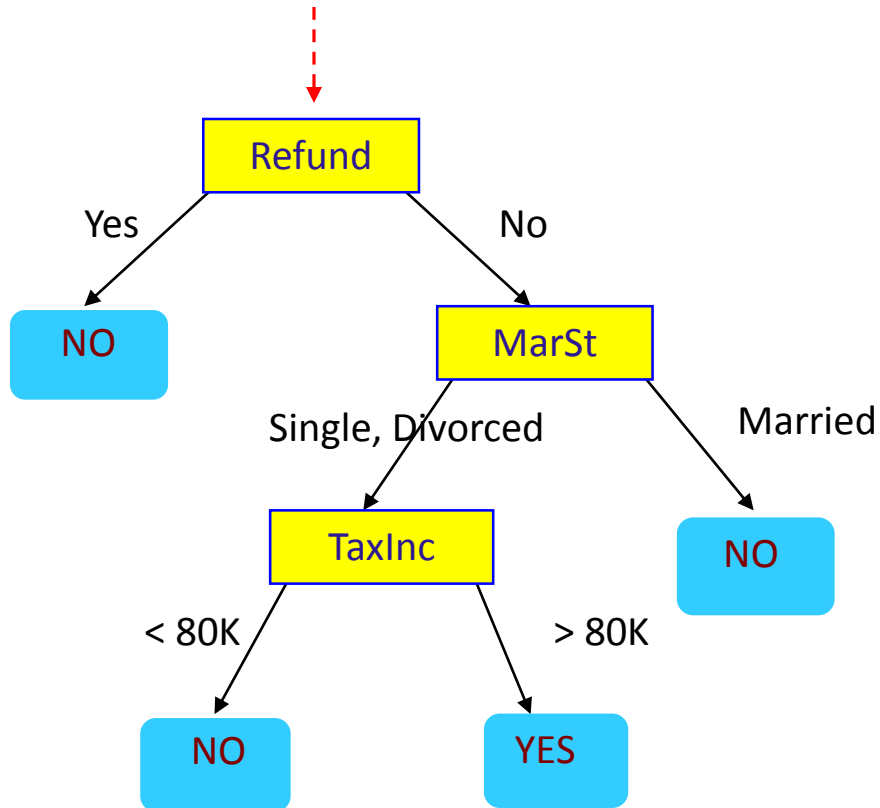 Refund
Yes
No
NO
MarSt
Single, Divorced
Married
TaxInc
NO
< 80K
> 80K
NO
YES